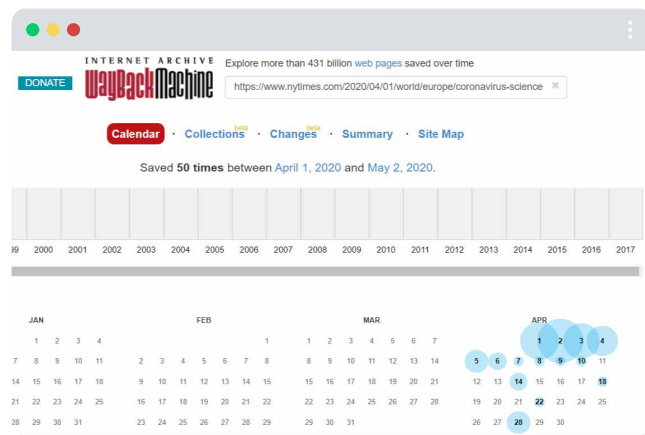 INTERNET ARCHIVE
WayBackMachine
DONATE
Explore more than 431 billion web pages saved over time
https://www.nytimes.com/2020/04/01/world/europe/coronavirus-science ×
Calendar · Collections beta · Changes beta · Summary · Site Map
Saved 50 times between April 1, 2020 and May 2, 2020.
99 2000 2001 2002 2003 2004 2005 2006 2007 2008 2009 2010 2011 2012 2013 2014 2015 2016 2017
JAN
1 2 3 4
7 8 9 10 11
14 15 16 17 18
21 22 23 24 25
28 29 30 31
FEB
1
2 3 4 5 6 7 8
9 10 11 12 13 14 15
16 17 18 19 20 21 22
23 24 25 26 27 28 29
MAR
1 2 3 4 5 6 7
8 9 10 11 12 13 14
15 16 17 18 19 20 21
22 23 24 25 26 27 28
29 30 31
APR
1 2 3 4
5 6 7 8 9 10 11
12 13 14 15 16 17 18
19 20 21 22 23 24 25
26 27 28 29 30